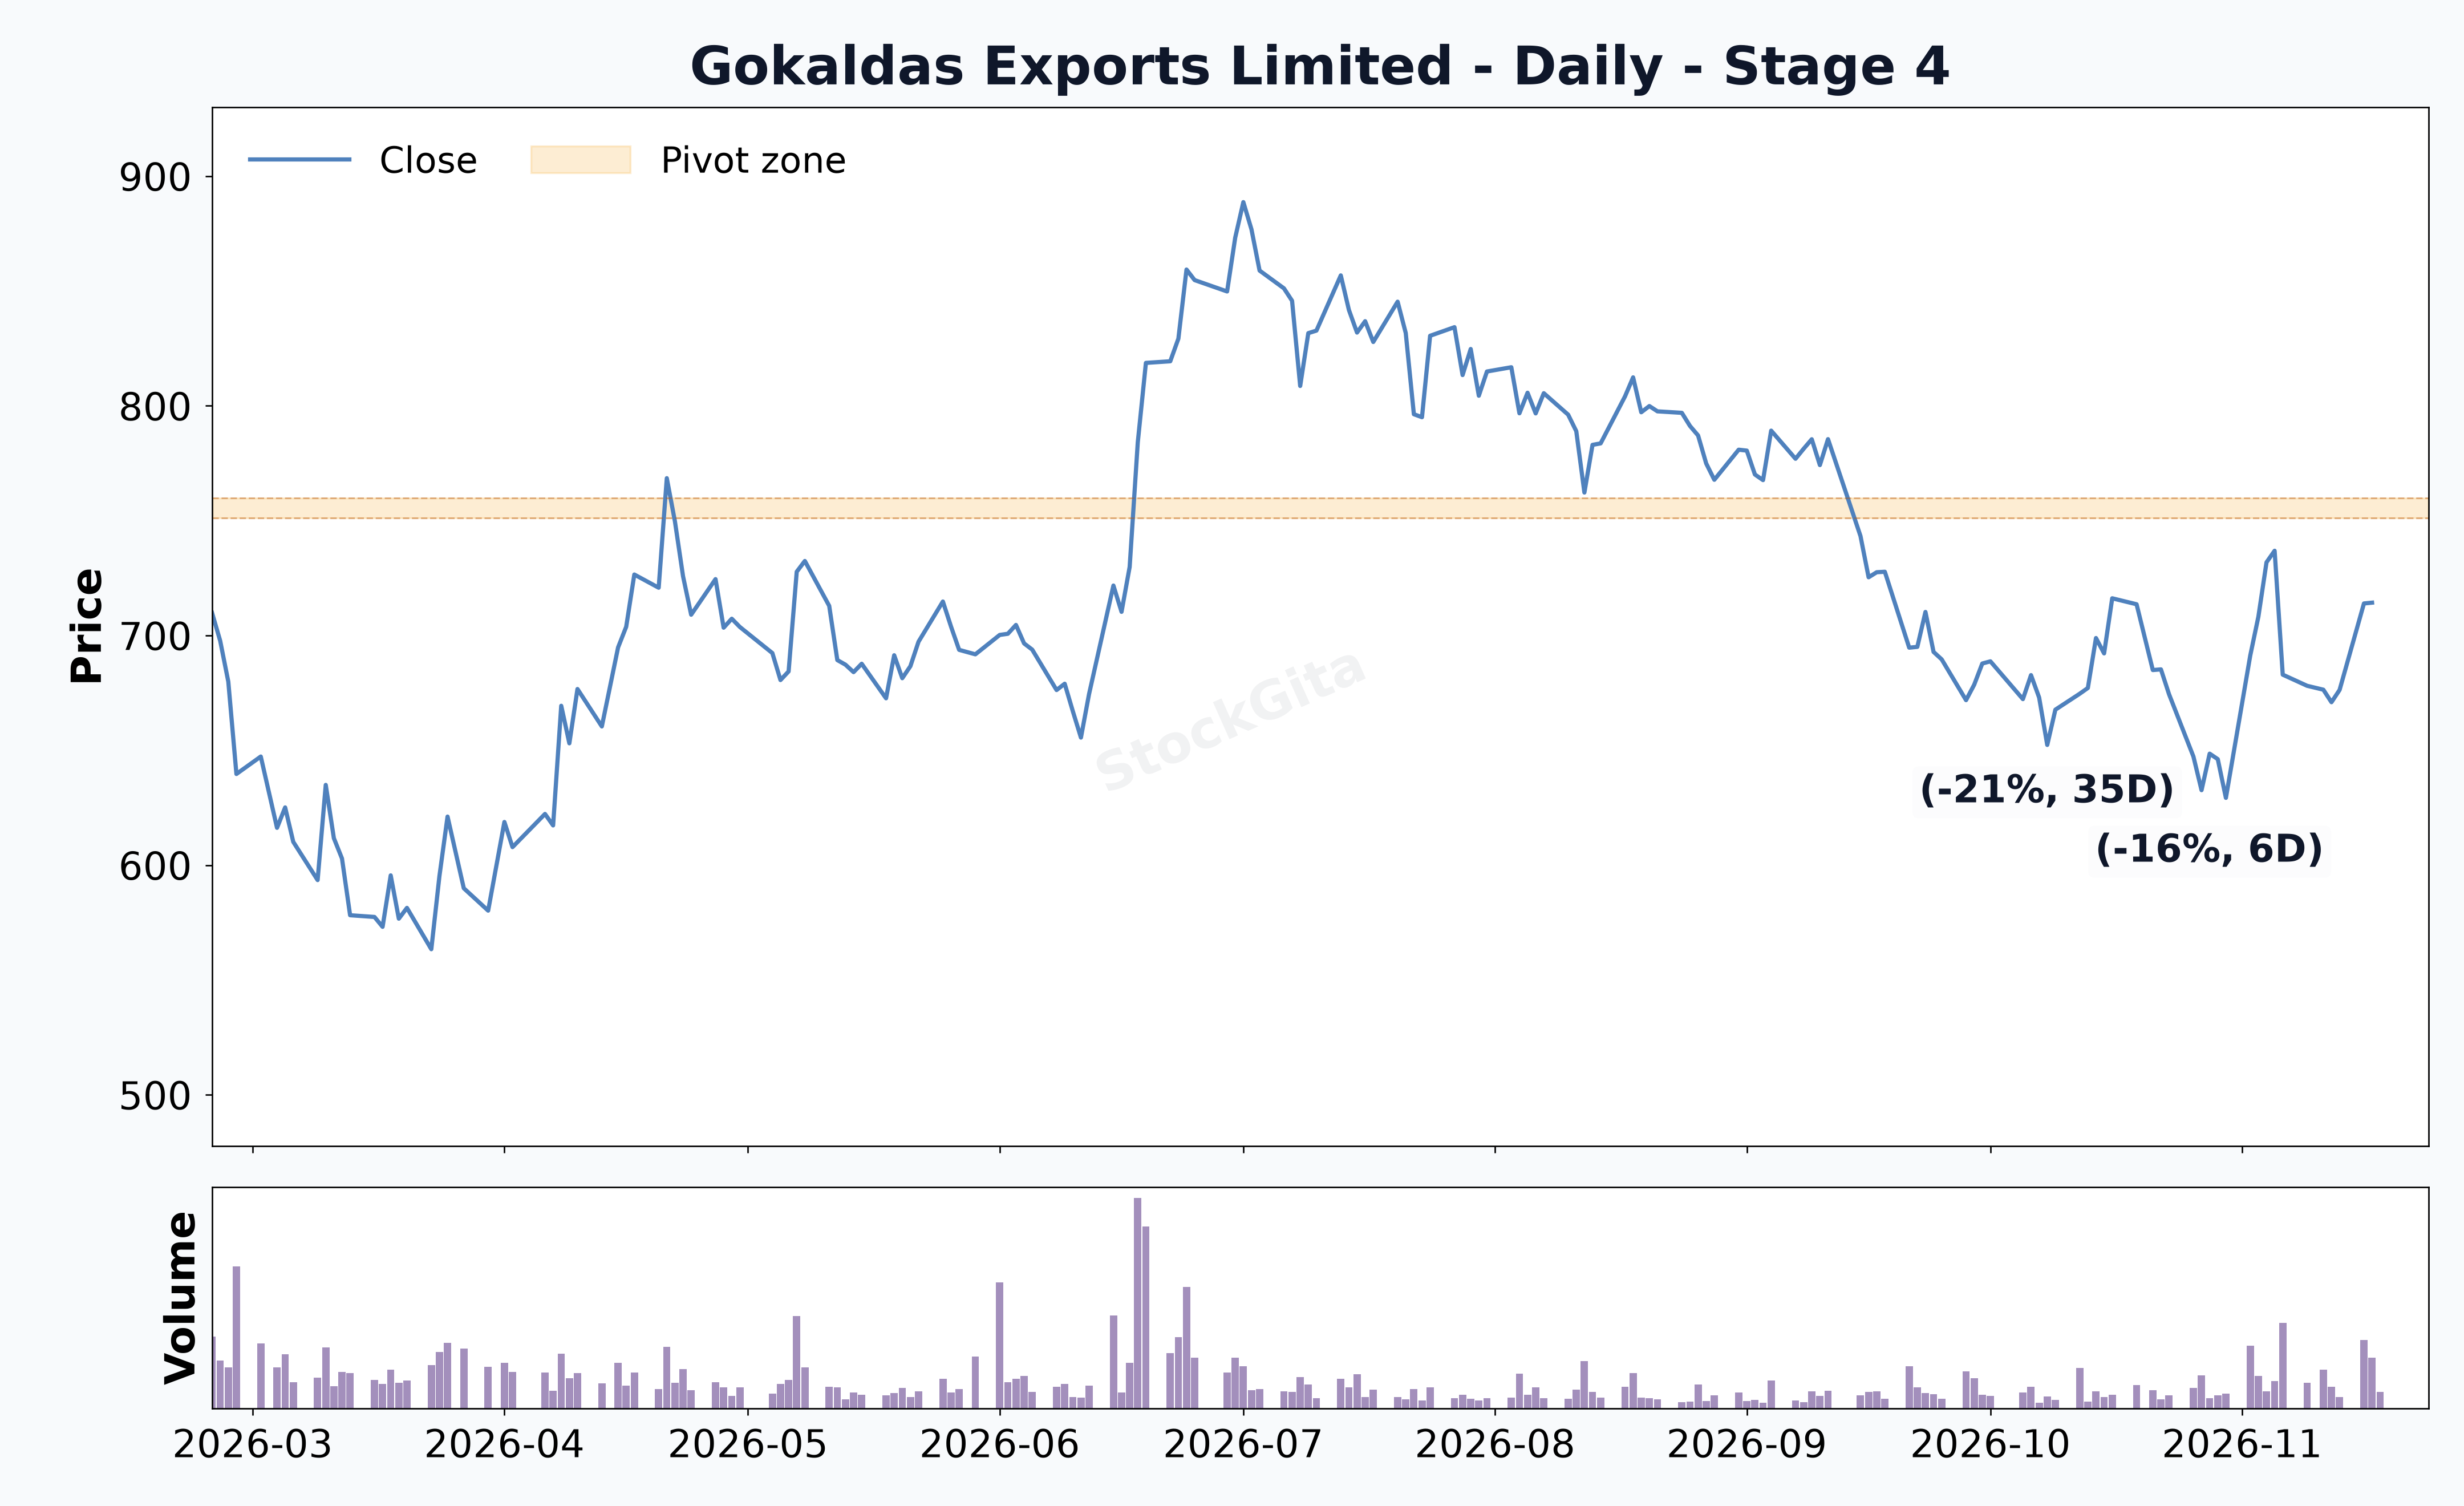 Gokaldas Exports Limited - Daily - Stage 4
Close
Pivot zone
900
800
700
600
500
Price
StockGita
(-21%, 35D)
(-16%, 6D)
Volume
2026-03
2026-04
2026-05
2026-06
2026-07
2026-08
2026-09
2026-10
2026-11